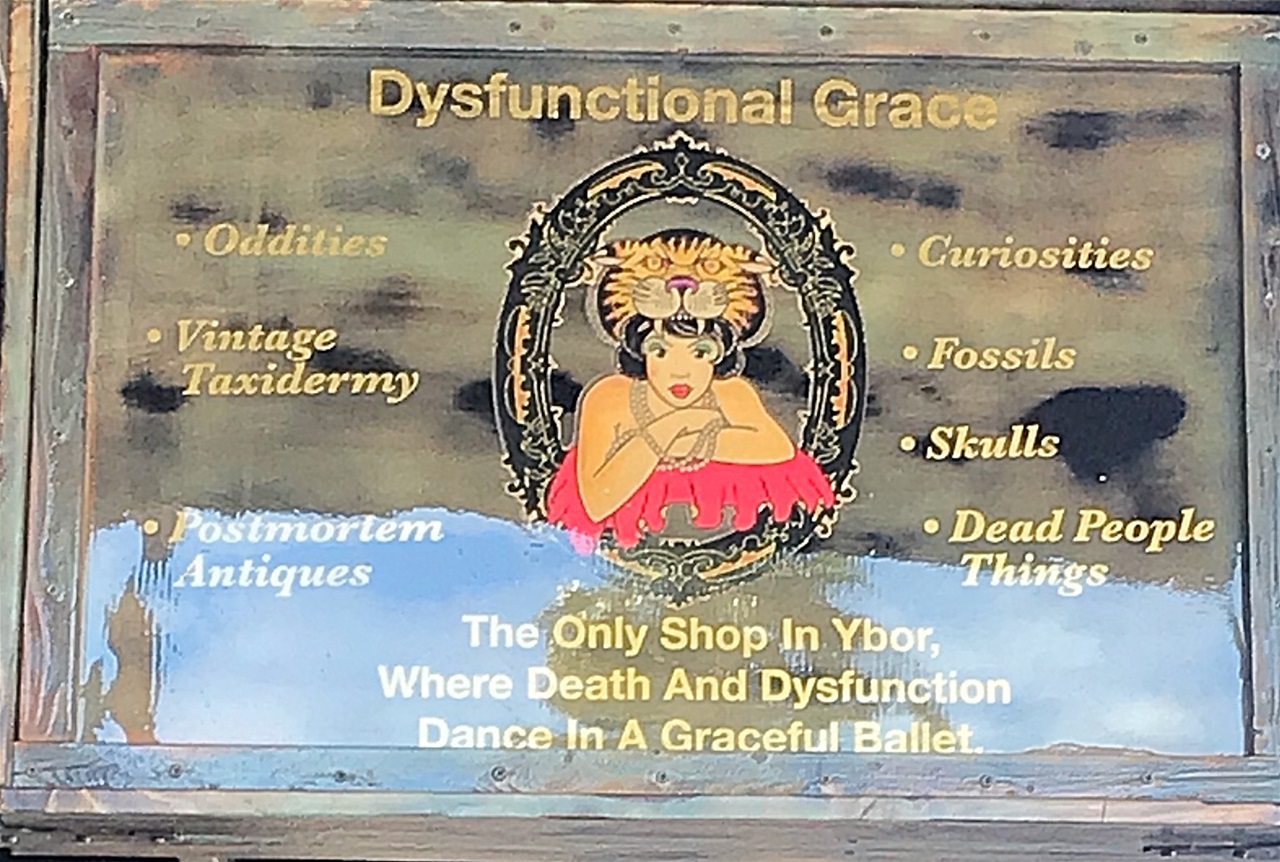 Dysfunctional Grace
• Oddities
• Vintage
Taxidermy
• Postmortem
Antiques
• Curiosities
• Fossils
• Skulls
• Dead People
Things
The Only Shop In Ybor,
Where Death And Dysfunction
Dance In A Graceful Ballet.